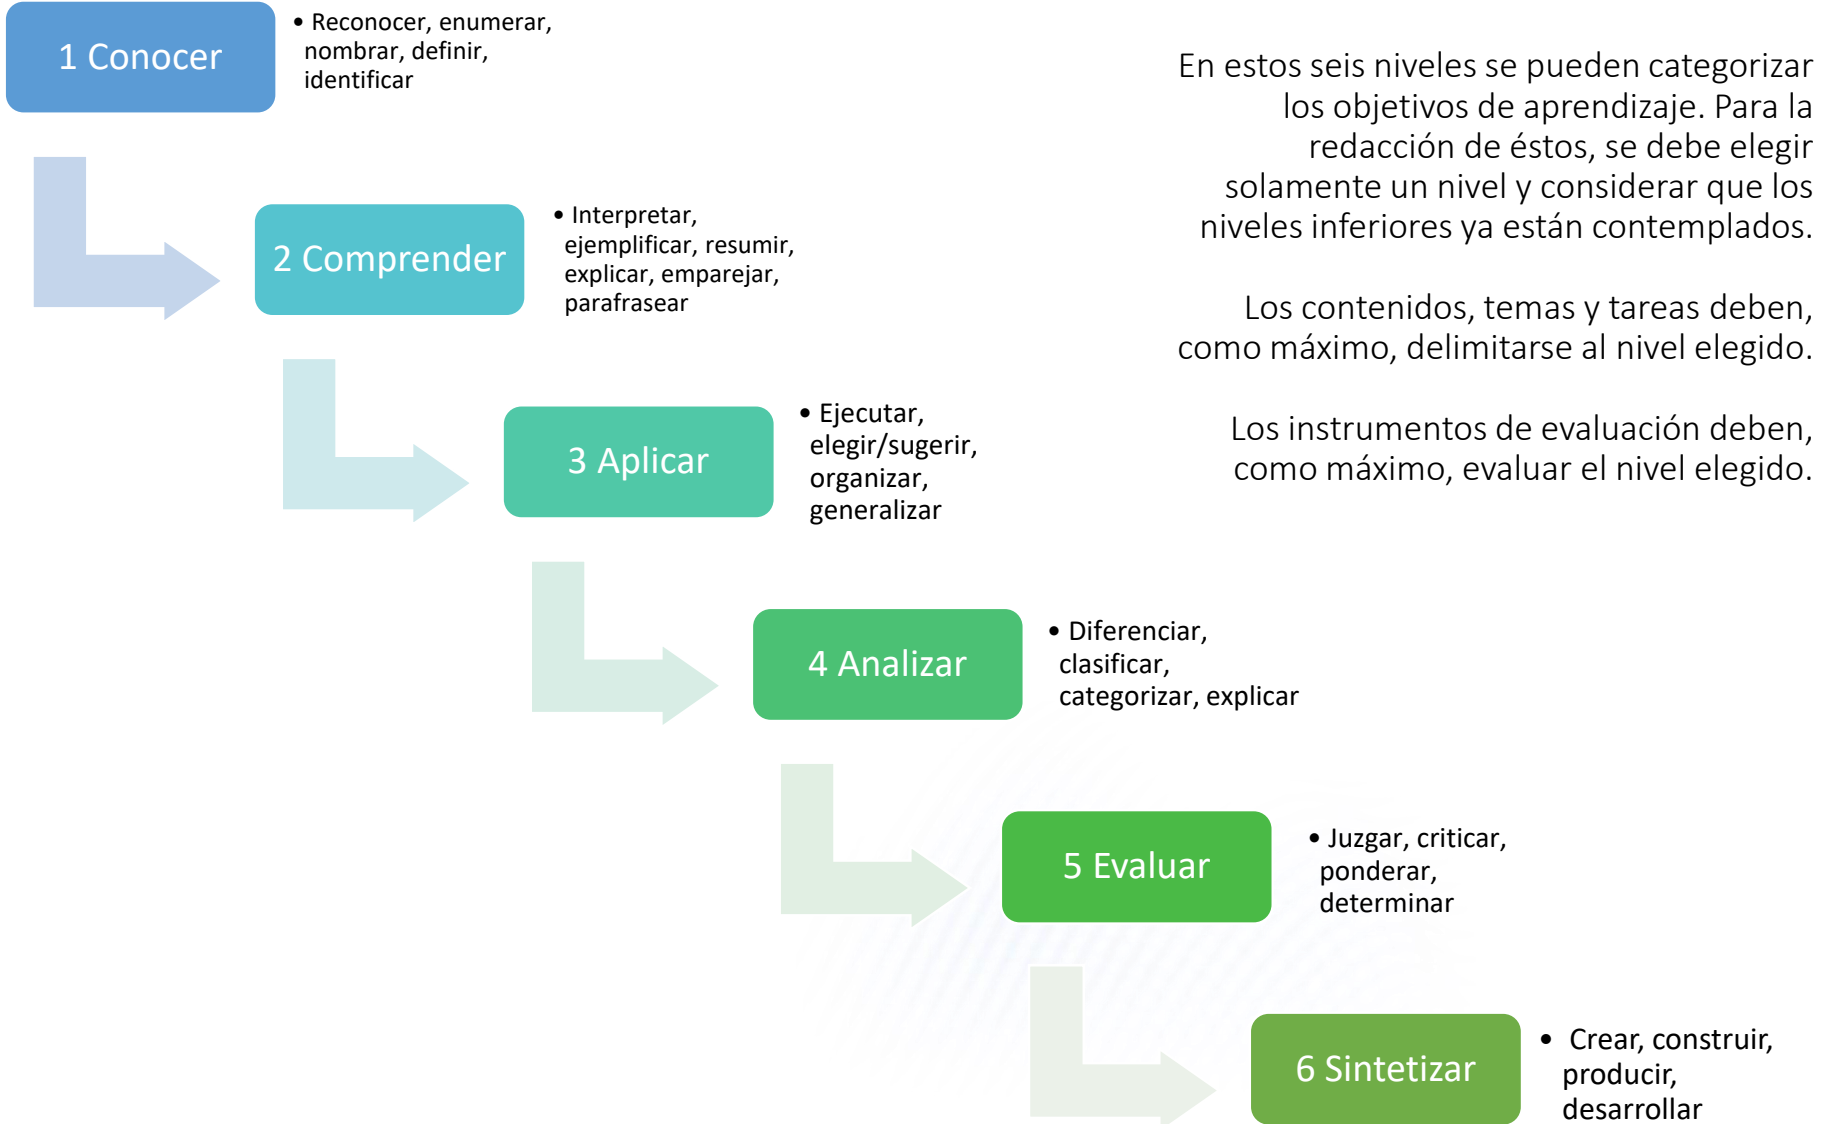 1 Conocer
• Reconocer, enumerar,
nombrar, definir,
identificar
En estos seis niveles se pueden categorizar
los objetivos de aprendizaje. Para la
redacción de éstos, se debe elegir
solamente un nivel y considerar que los
niveles inferiores ya están contemplados.
Los contenidos, temas y tareas deben,
como máximo, delimitarse al nivel elegido.
Los instrumentos de evaluación deben,
como máximo, evaluar el nivel elegido.
2 Comprender
• Interpretar,
ejemplificar, resumir,
explicar, emparejar,
parafrasear
3 Aplicar
• Ejecutar,
elegir/sugerir,
organizar,
generalizar
4 Analizar
• Diferenciar,
clasificar,
categorizar, explicar
5 Evaluar
• Juzgar, criticar,
ponderar,
determinar
6 Sintetizar
• Crear, construir,
producir,
desarrollar